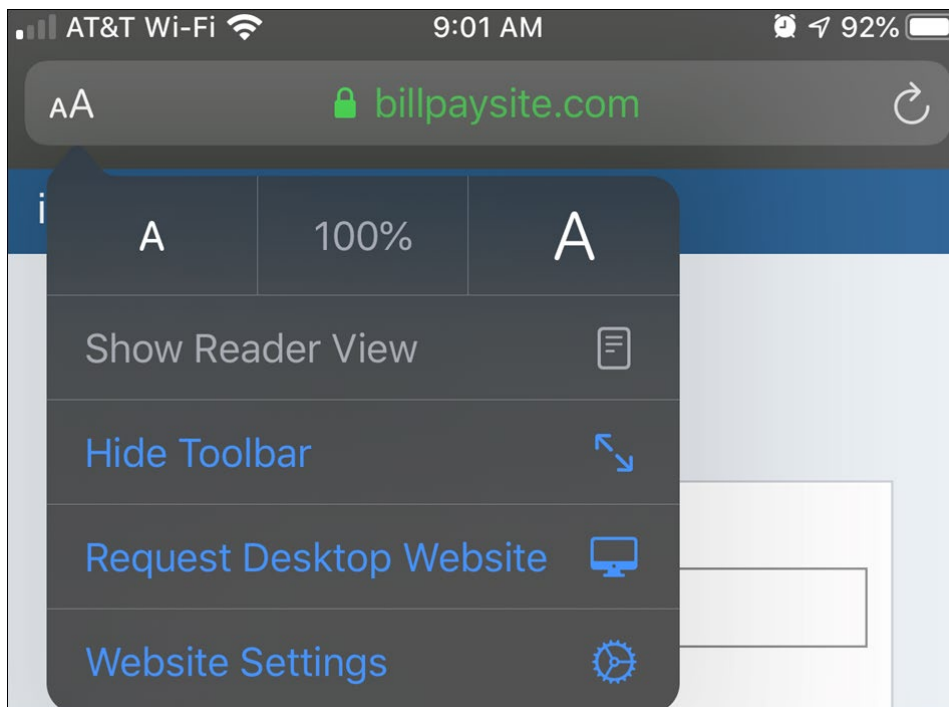 AT&T Wi-Fi 9:01 AM 92%
AA billpaysite.com
i
A 100% A
Show Reader View
Hide Toolbar
Request Desktop Website
Website Settings